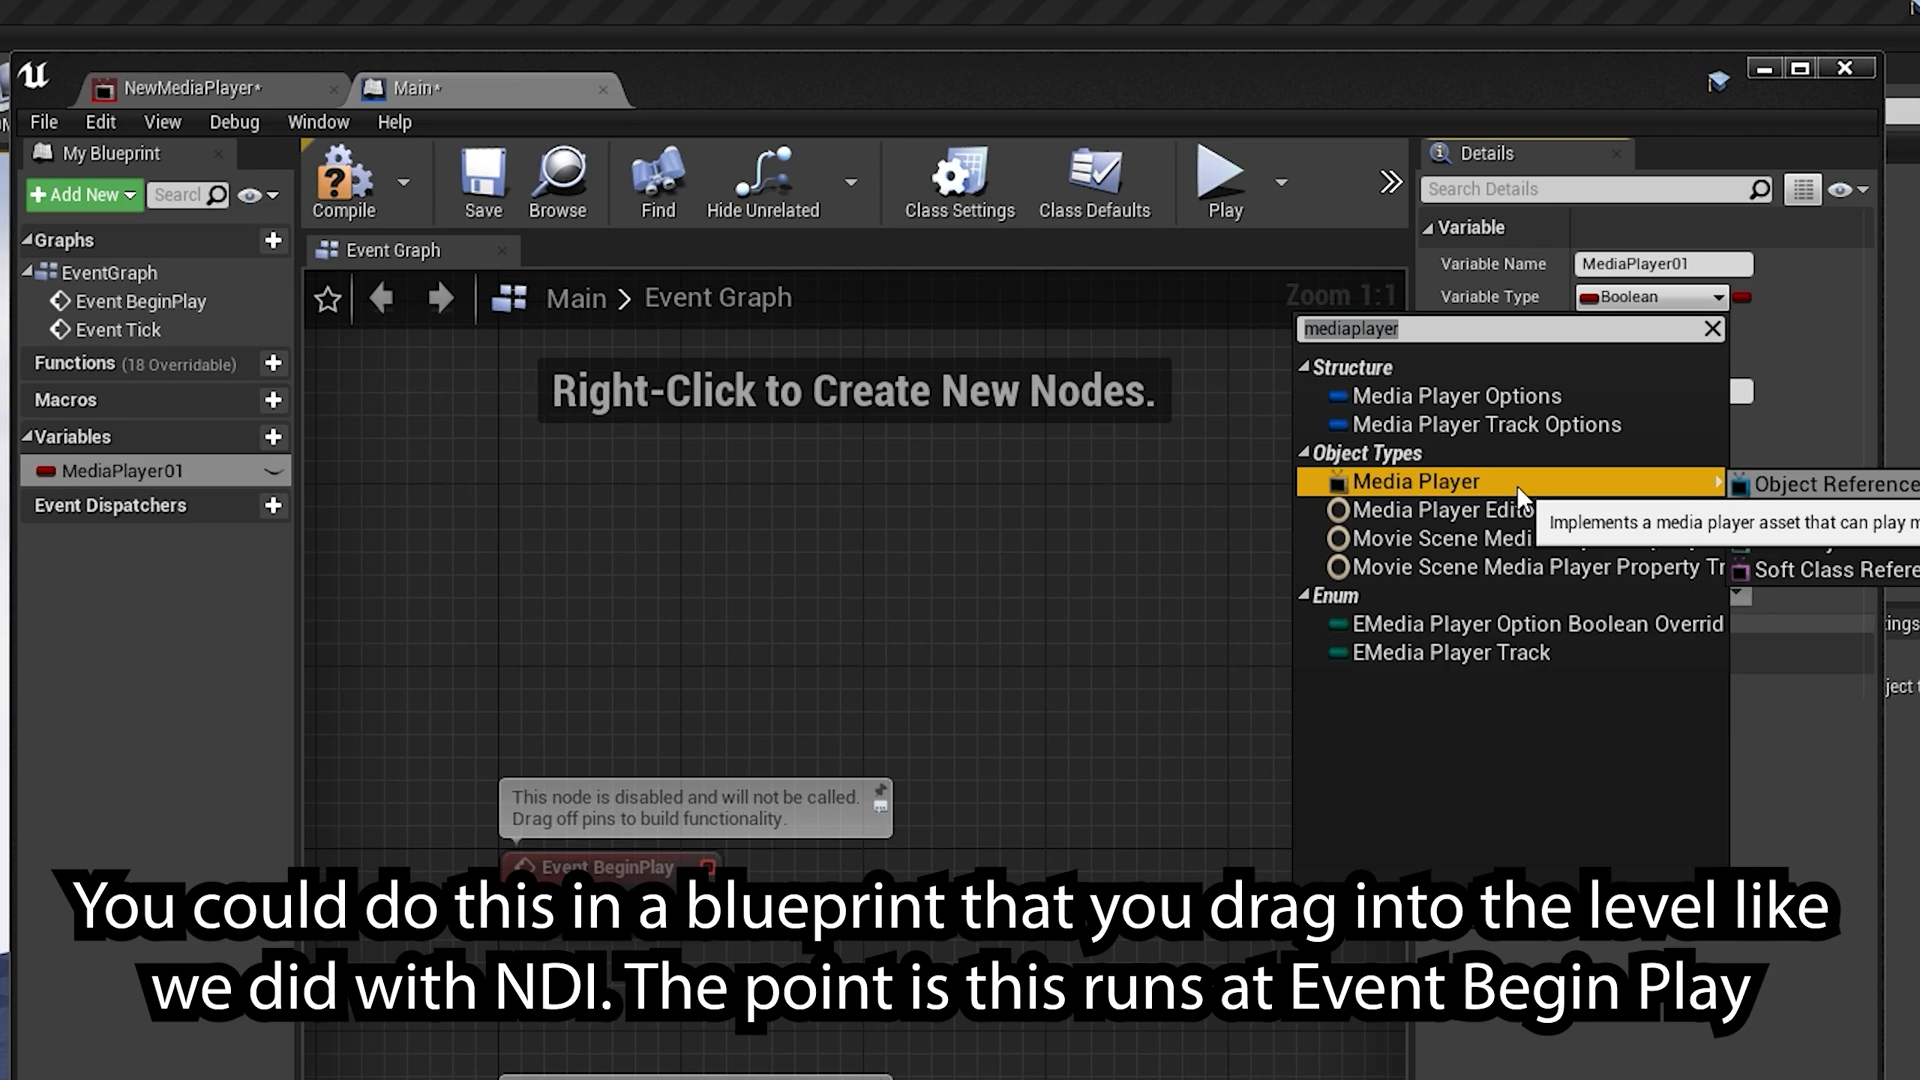 NewMediaPlayer*
Main*
File Edit View Debug Window Help
My Blueprint
Add New
Searcl
Graphs
EventGraph
Event BeginPlay
Event Tick
Functions (18 Overridable)
Macros
Variables
MediaPlayer01
Event Dispatchers
Compile
Save
Browse
Find
Hide Unrelated
Class Settings
Class Defaults
Play
Event Graph
Main > Event Graph
Zoom 1:1
Right-Click to Create New Nodes.
This node is disabled and will not be called.
Drag off pins to build functionality.
Event BeginPlay
Details
Search Details
Variable
Variable Name MediaPlayer01
Variable Type Boolean
mediaplayer
Structure
Media Player Options
Media Player Track Options
Object Types
Media Player
Object Reference
Media Player Edito
Implements a media player asset that can play m
Movie Scene Medi
Movie Scene Media Player Property Tr
Soft Class Refere
Enum
EMedia Player Option Boolean Overrid
EMedia Player Track
ings
ject t
You could do this in a blueprint that you drag into the level like
we did with NDI. The point is this runs at Event Begin Play